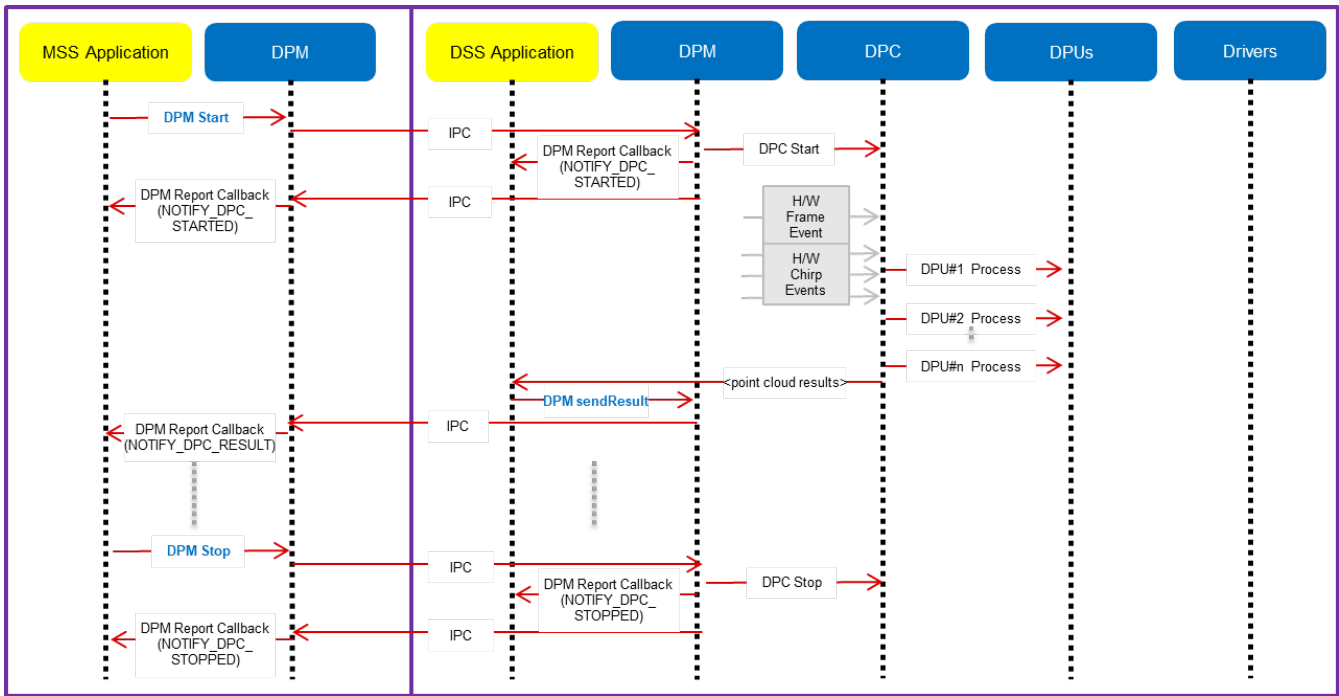 MSS Application
DPM
DSS Application
DPM
DPC
DPUs
Drivers
DPM Start
IPC
DPM Report Callback
(NOTIFY_DPC_
STARTED)
DPC Start
DPM Report Callback
(NOTIFY_DPC_
STARTED)
IPC
H/W
Frame
Event
H/W
Chirp
Events
DPU#1 Process
DPU#2 Process
DPU#n Process
<point cloud results>
DPM sendResult
DPM Report Callback
(NOTIFY_DPC_RESULT)
IPC
DPM Stop
IPC
DPM Report Callback
(NOTIFY_DPC_
STOPPED)
DPC Stop
DPM Report Callback
(NOTIFY_DPC_
STOPPED)
IPC